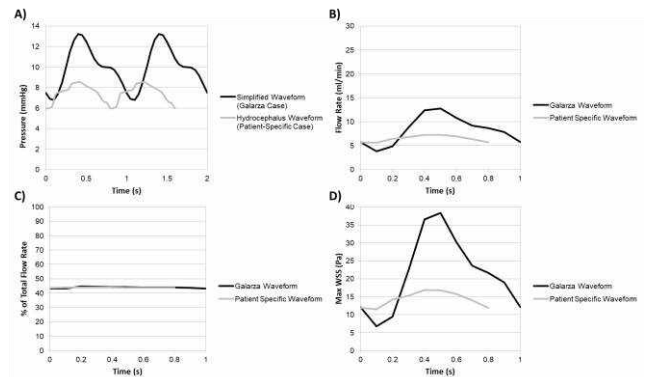 A)
14
12
10
8
6
4
2
0
Pressure (mmHg)
0
0.5
1
1.5
2
Time (s)
Simplified Waveform
(Galarza Case)
Hydrocephalus Waveform
(Patient-Specific Case)
B)
30
25
20
15
10
5
0
Flow Rate (ml/min)
0
0.2
0.4
0.6
0.8
1
Time (s)
Galarza Waveform
Patient Specific Waveform
C)
100
90
80
70
60
50
40
30
20
10
0
% of Total Flow Rate
0
0.2
0.4
0.6
0.8
1
Time (s)
Galarza Waveform
Patient Specific Waveform
D)
40
35
30
25
20
15
10
5
0
Max WSS (Pa)
0
0.2
0.4
0.6
0.8
1
Time (s)
Galarza Waveform
Patient Specific Waveform